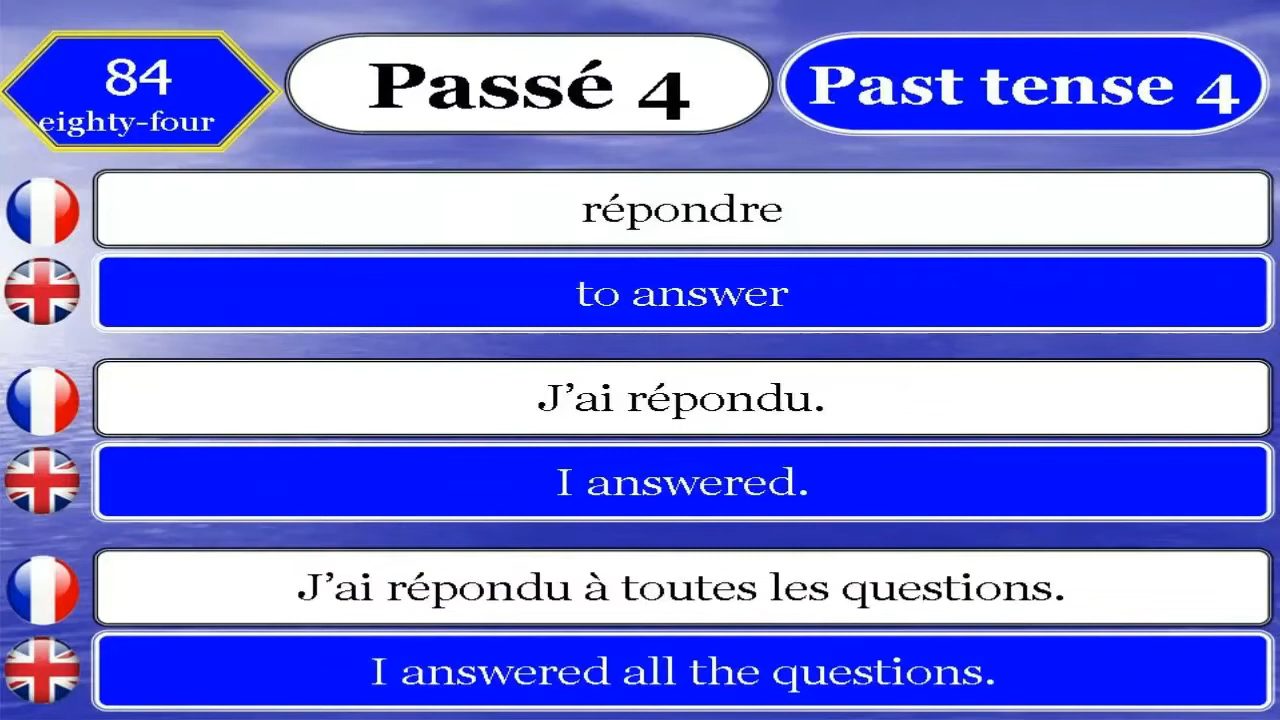 84
eighty-four
Passé 4
Past tense 4
répondre
to answer
J’ai répondu.
I answered.
J’ai répondu à toutes les questions.
I answered all the questions.